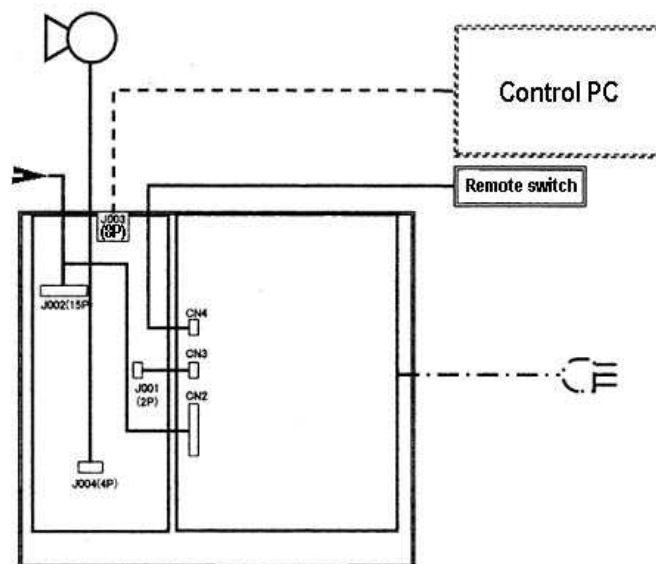 Control PC
Remote switch
J003
(8P)
J002(15P
CN4
CN3
J001
(2P)
CN2
J004(4P)